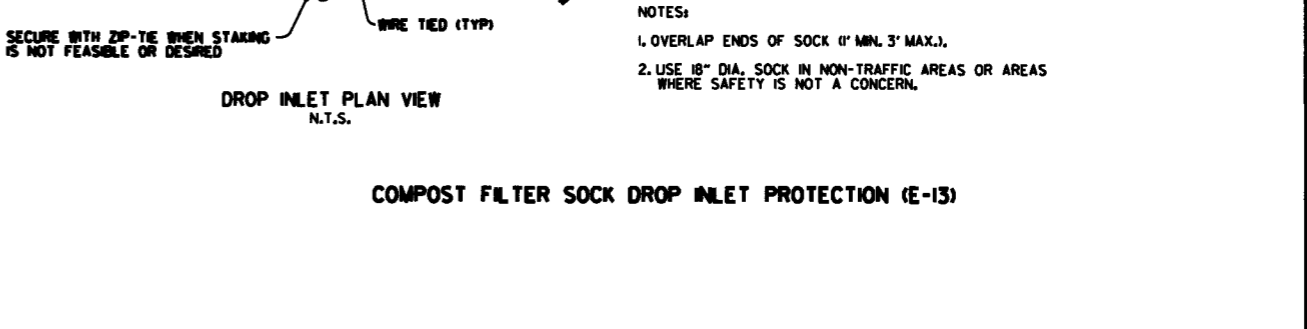 WIRE TIED (TYP)
SECURE WITH ZIP-TIE WHEN STAKING
IS NOT FEASIBLE OR DESIRED
DROP INLET PLAN VIEW
N.T.S.
NOTES:
1. OVERLAP ENDS OF SOCK (1' MIN. 3' MAX.).
2. USE 18" DIA. SOCK IN NON-TRAFFIC AREAS OR AREAS
WHERE SAFETY IS NOT A CONCERN.
COMPOST FILTER SOCK DROP INLET PROTECTION (E-13)